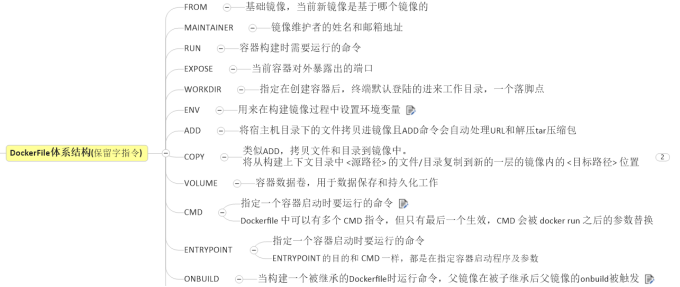 DockerFile体系结构(保留字指令)
FROM 基础镜像，当前新镜像是基于哪个镜像的
MAINTAINER 镜像维护者的姓名和邮箱地址
RUN 容器构建时需要运行的命令
EXPOSE 当前容器对外暴露出的端口
WORKDIR 指定在创建容器后，终端默认登陆的进来工作目录，一个落脚点
ENV 用来在构建镜像过程中设置环境变量
ADD 将宿主机目录下的文件拷贝进镜像且ADD命令会自动处理URL和解压tar压缩包
COPY 类似ADD，拷贝文件和目录到镜像中。
将从构建上下文目录中 <源路径> 的文件/目录复制到新的一层的镜像内的 <目标路径> 位置 2
VOLUME 容器数据卷，用于数据保存和持久化工作
CMD 指定一个容器启动时要运行的命令
Dockerfile 中可以有多个 CMD 指令，但只有最后一个生效，CMD 会被 docker run 之后的参数替换
ENTRYPOINT 指定一个容器启动时要运行的命令
ENTRYPOINT 的目的和 CMD 一样，都是在指定容器启动程序及参数
ONBUILD 当构建一个被继承的Dockerfile时运行命令，父镜像在被子继承后父镜像的onbuild被触发